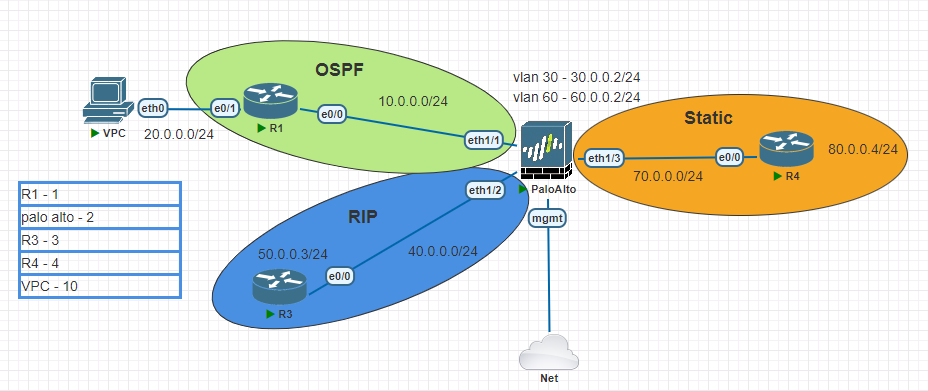 OSPF
vlan 30 - 30.0.0.2/24
vlan 60 - 60.0.0.2/24
10.0.0.0/24
eth0
e0/1
R1
e0/0
VPC
20.0.0.0/24
eth1/1
Static
eth1/3
e0/0
80.0.0.4/24
70.0.0.0/24
R4
PaloAlto
eth1/2
mgmt
R1 - 1
palo alto - 2
R3 - 3
R4 - 4
VPC - 10
RIP
50.0.0.3/24
40.0.0.0/24
e0/0
R3
Net